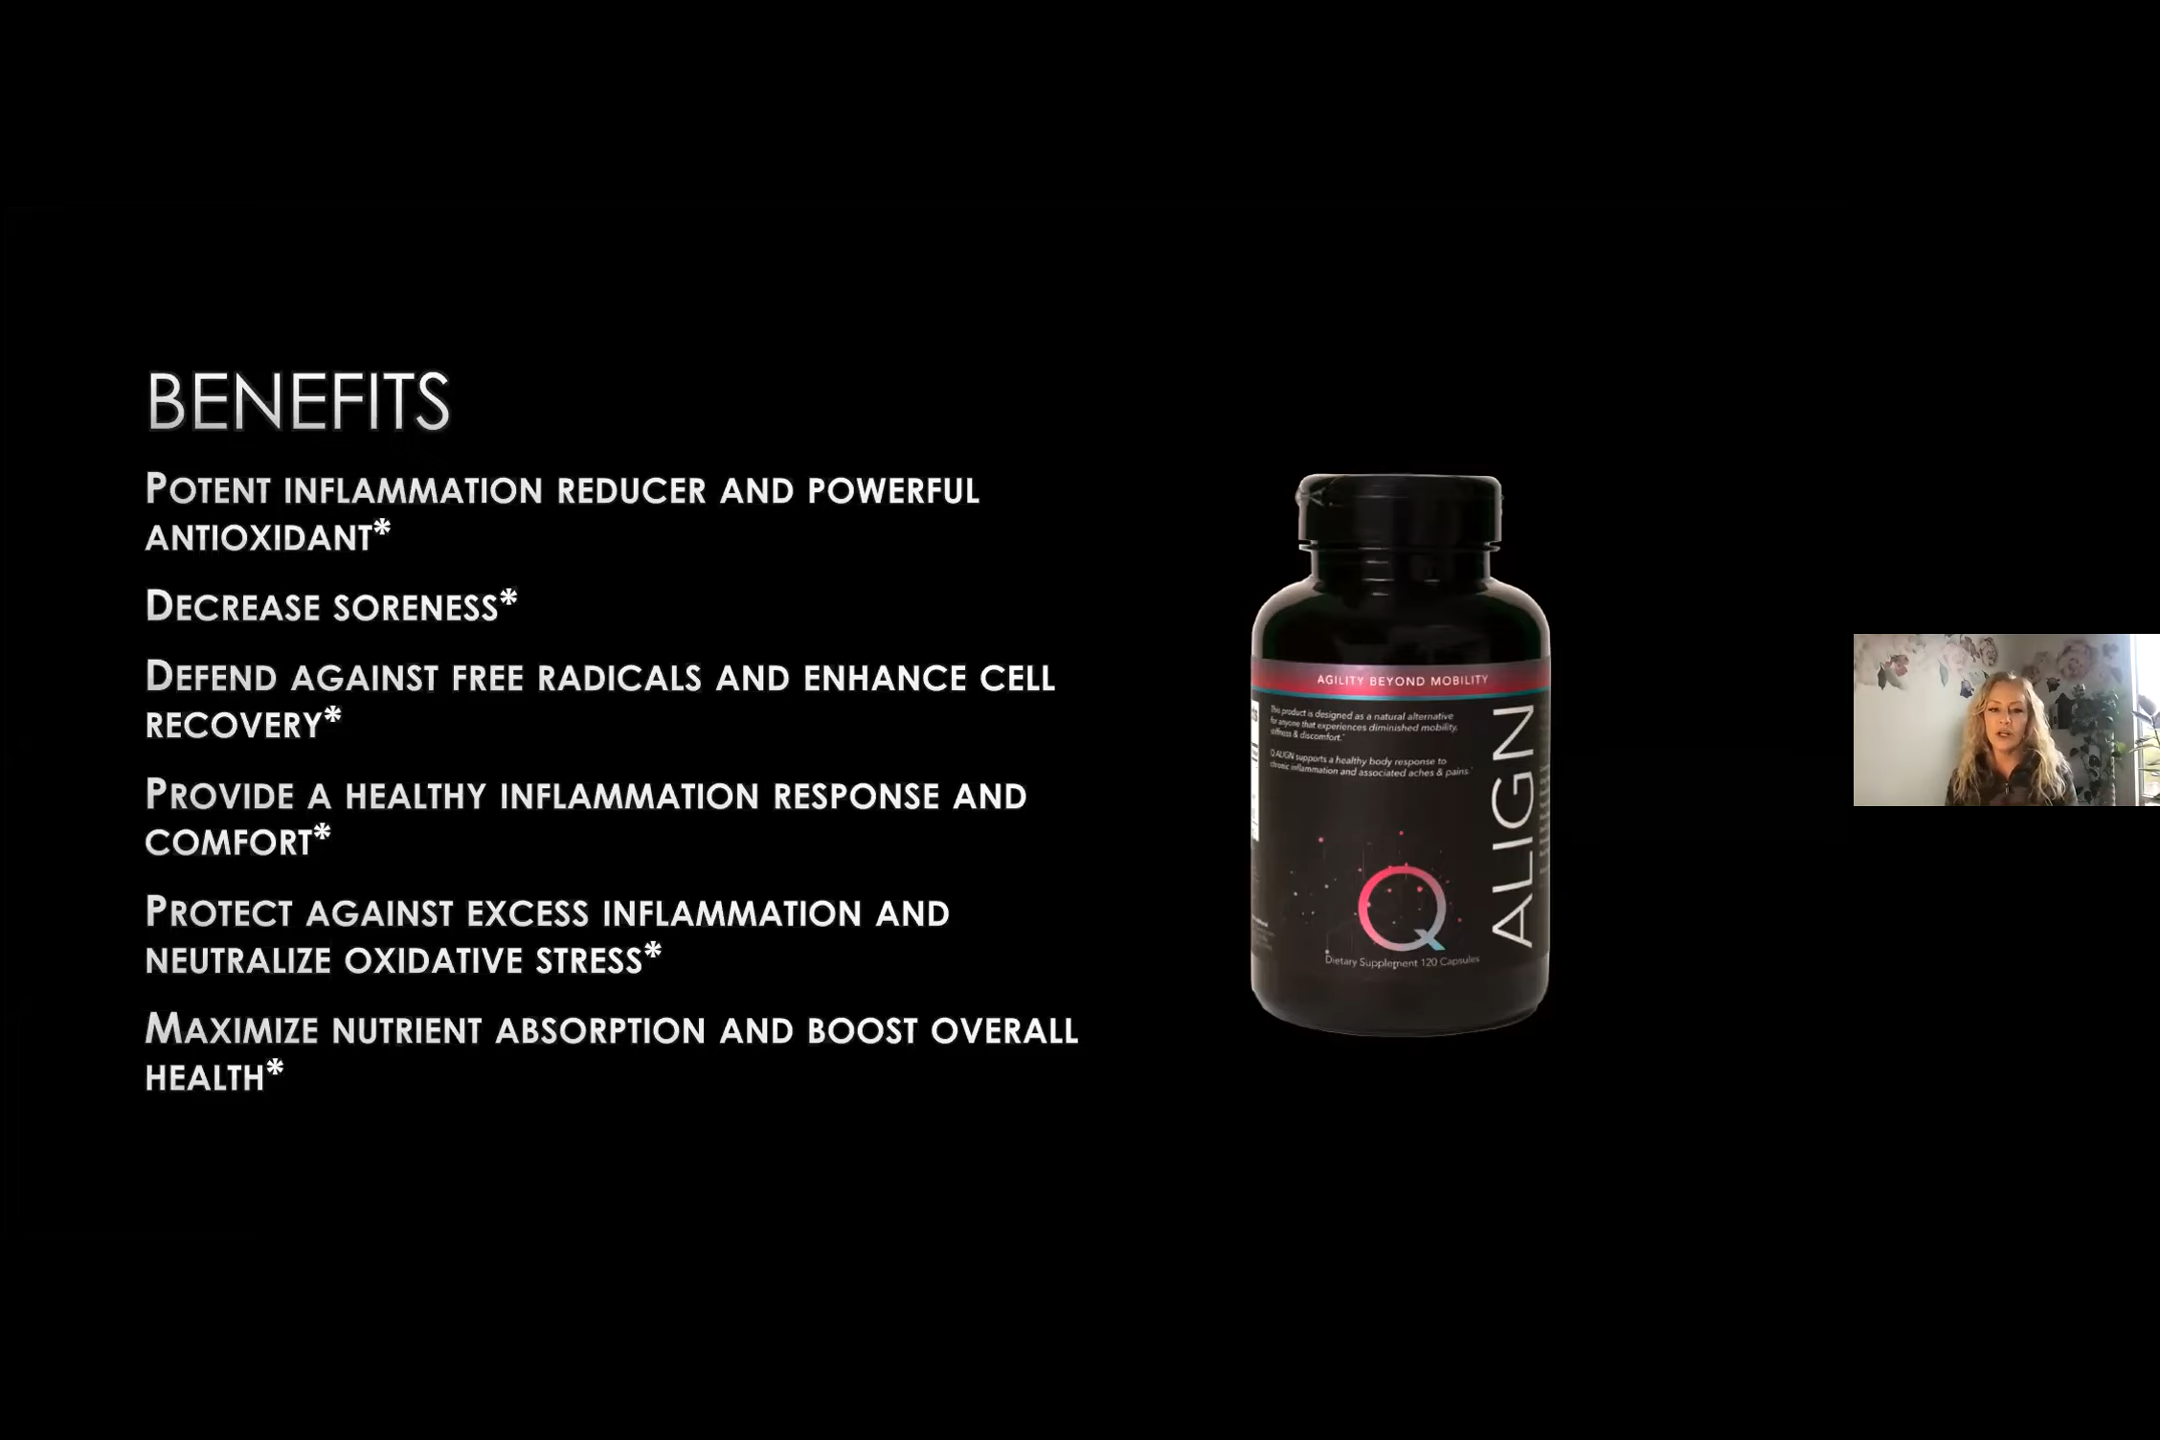 BENEFITS
POTENT INFLAMMATION REDUCER AND POWERFUL
ANTIOXIDANT*
DECREASE SORENESS*
DEFEND AGAINST FREE RADICALS AND ENHANCE CELL
RECOVERY*
PROVIDE A HEALTHY INFLAMMATION RESPONSE AND
COMFORT*
PROTECT AGAINST EXCESS INFLAMMATION AND
NEUTRALIZE OXIDATIVE STRESS*
MAXIMIZE NUTRIENT ABSORPTION AND BOOST OVERALL
HEALTH*
AGILITY BEYOND MOBILITY
This product is designed as a natural alternative
for anyone that experiences diminished mobility,
stiffness & discomfort.*
Q ALIGN supports a healthy body response to
chronic inflammation and associated aches & pains.*
ALIGN
Q
Dietary Supplement 120 Capsules